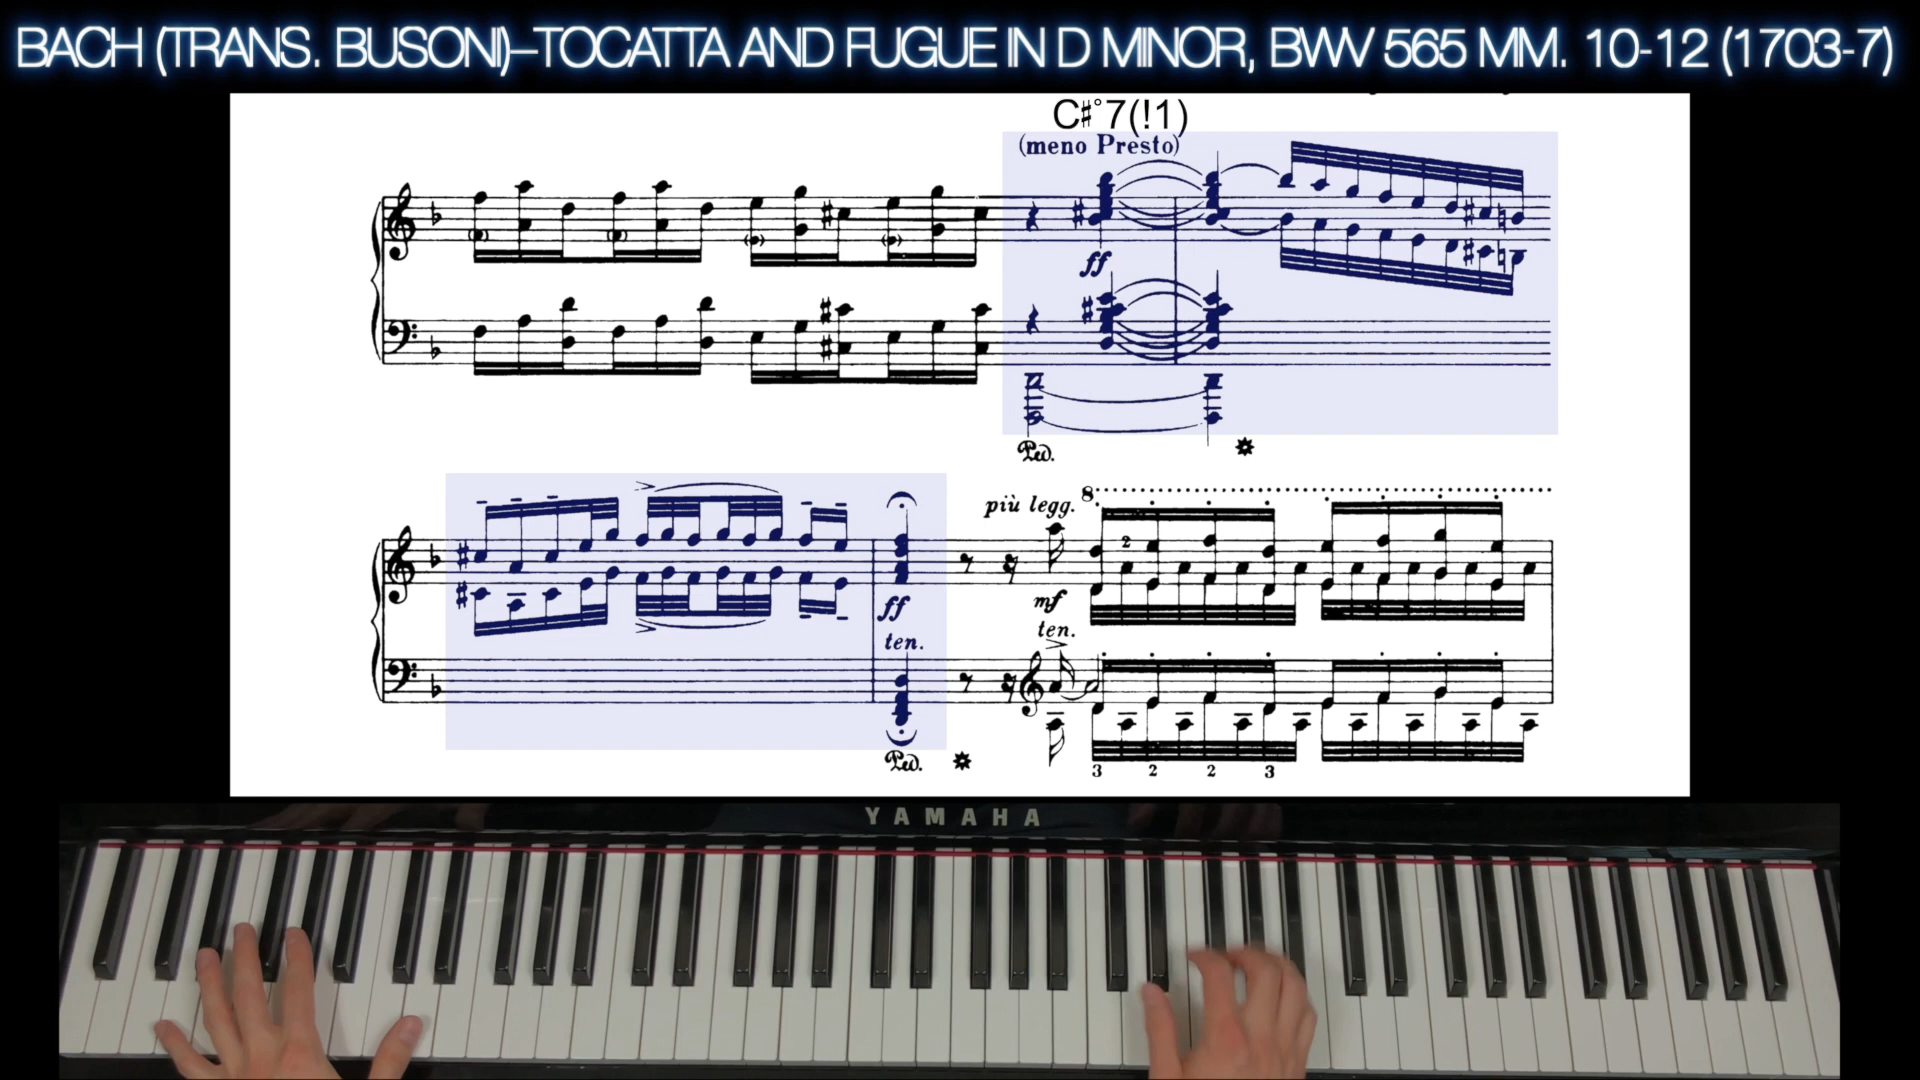 BACH (TRANS. BUSONI)–TOCATTA AND FUGUE IN D MINOR, BWV 565 MM. 10-12 (1703-7)
C♯°7(!1)
(meno Presto)
ff
Ped.
più legg.
8
2
ff
mf
ten.
ten.
Ped.
3 2 2 3
YAMAHA